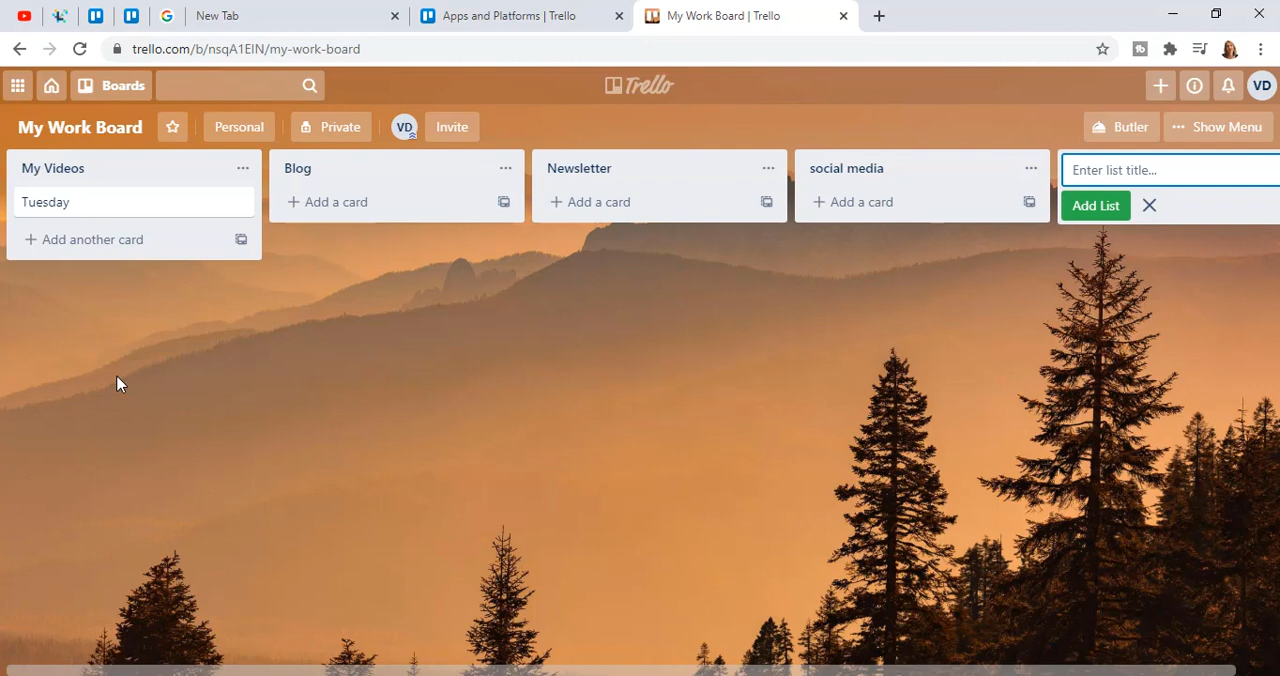 New Tab
Apps and Platforms | Trello
My Work Board | Trello
trello.com/b/nsqA1EIN/my-work-board
Boards
Trello
VD
My Work Board
Personal
Private
VD
Invite
Butler
Show Menu
My Videos
Blog
Newsletter
social media
Enter list title...
Tuesday
Add a card
Add a card
Add a card
Add List
Add another card